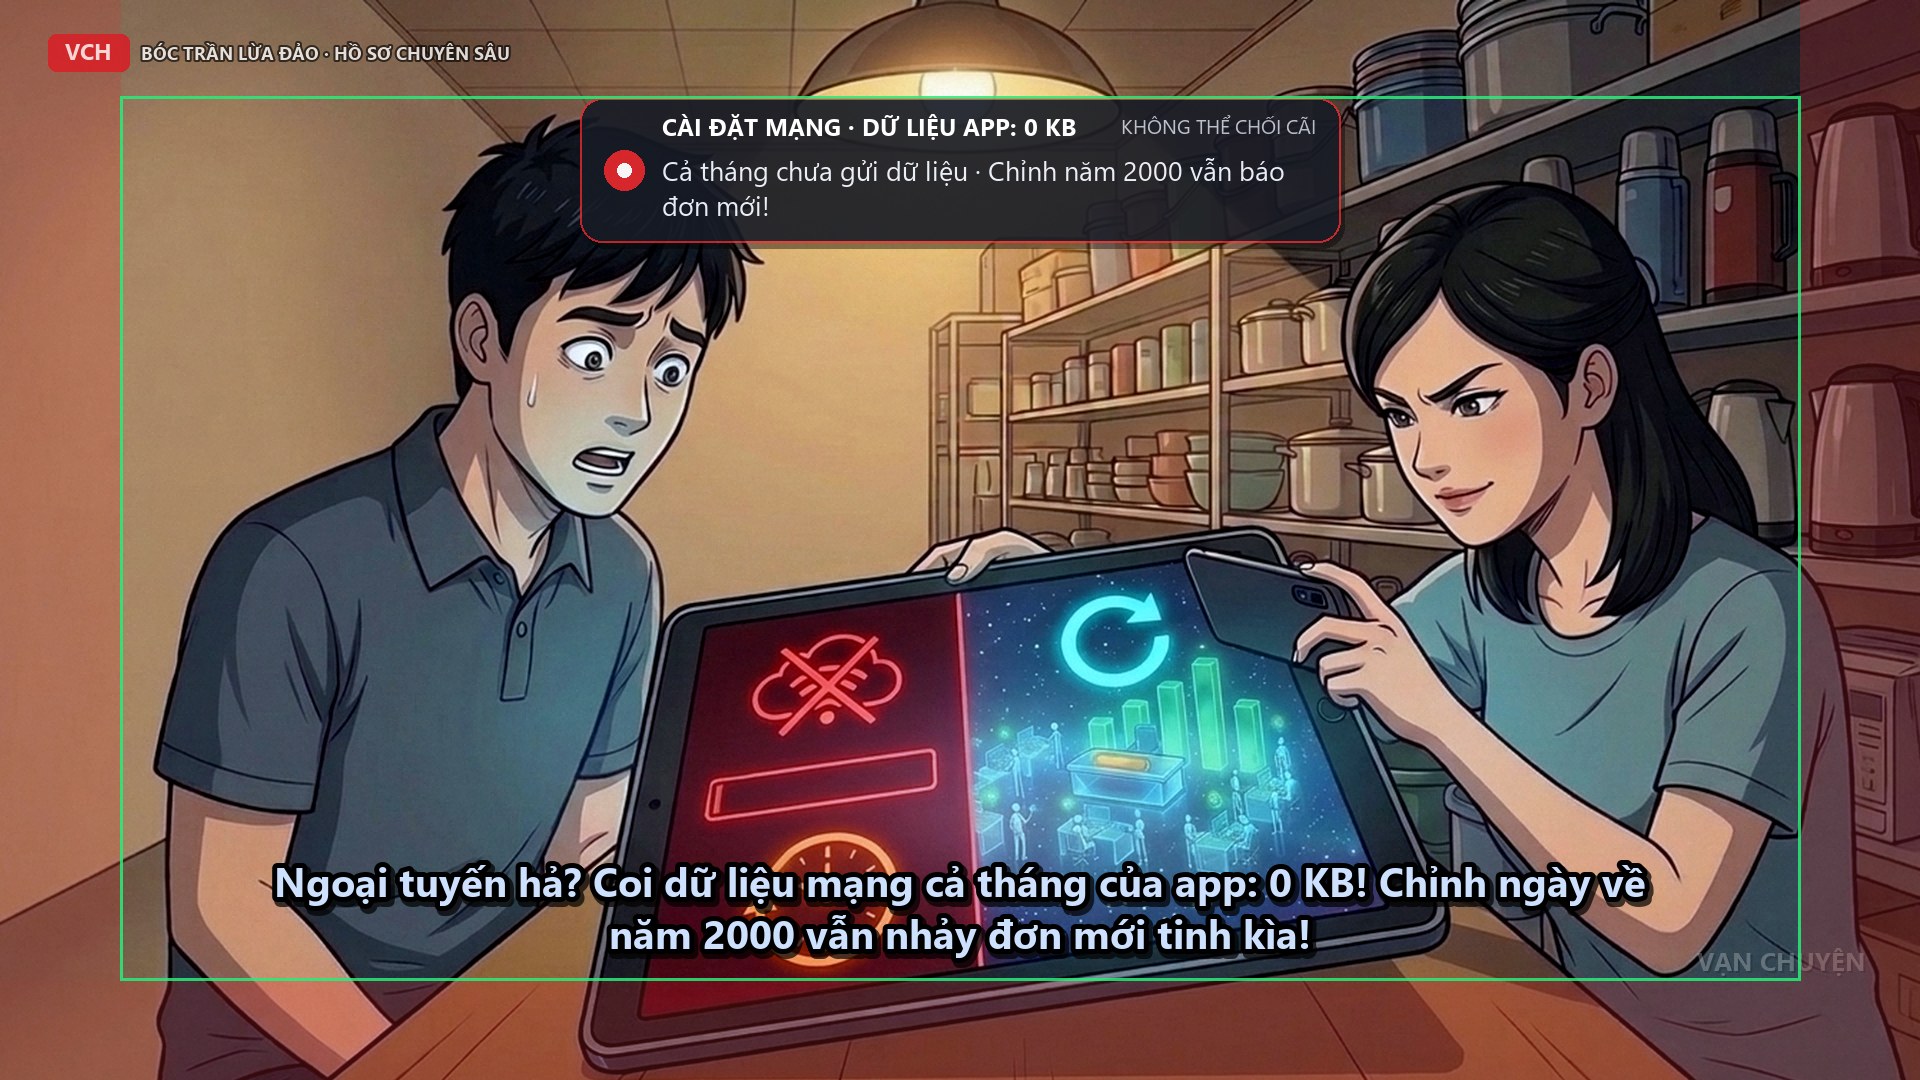 VCH BÓC TRẦN LỪA ĐẢO · HỒ SƠ CHUYÊN SÂU
CÀI ĐẶT MẠNG · DỮ LIỆU APP: 0 KB KHÔNG THỂ CHỐI CÃI
Cả tháng chưa gửi dữ liệu · Chỉnh năm 2000 vẫn báo
đơn mới!
Ngoại tuyến hả? Coi dữ liệu mạng cả tháng của app: 0 KB! Chỉnh ngày về
năm 2000 vẫn nhảy đơn mới tinh kìa!
VẠN CHUYỆN